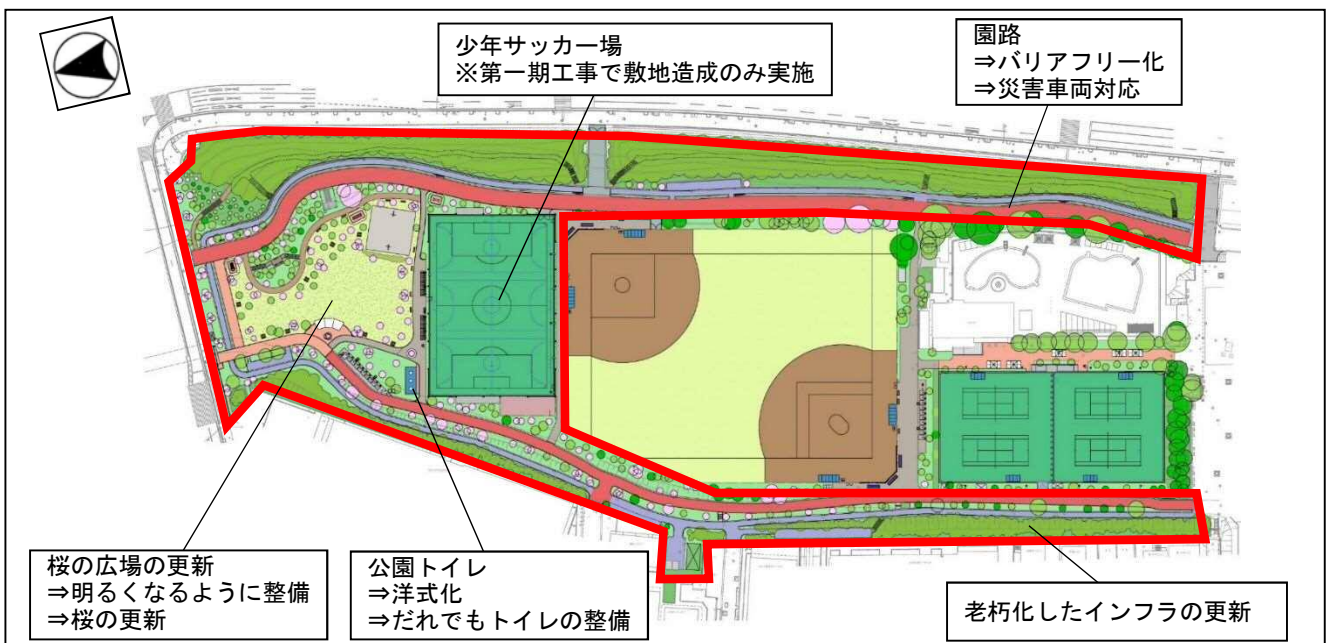 少年サッカー場
※第一期工事で敷地造成のみ実施
園路
⇒バリアフリー化
⇒災害車両対応
桜の広場の更新
⇒明るくなるように整備
⇒桜の更新
公園トイレ
⇒洋式化
⇒だれでもトイレの整備
老朽化したインフラの更新